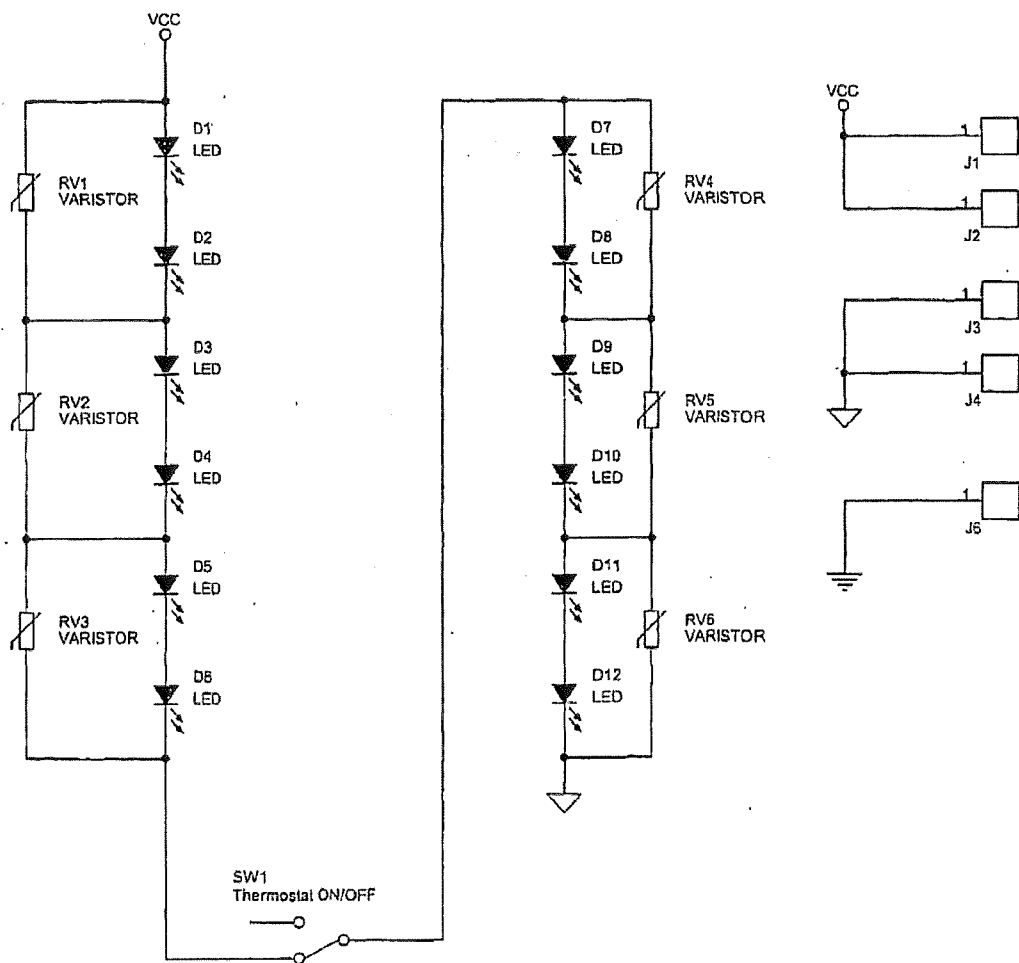 VCC
D1
LED
RV1
VARISTOR
D2
LED
D3
LED
RV2
VARISTOR
D4
LED
D5
LED
RV3
VARISTOR
D6
LED
SW1
Thermostat ON/OFF
D7
LED
RV4
VARISTOR
D8
LED
D9
LED
RV5
VARISTOR
D10
LED
D11
LED
RV6
VARISTOR
D12
LED
VCC
1
J1
1
J2
1
J3
1
J4
1
J6